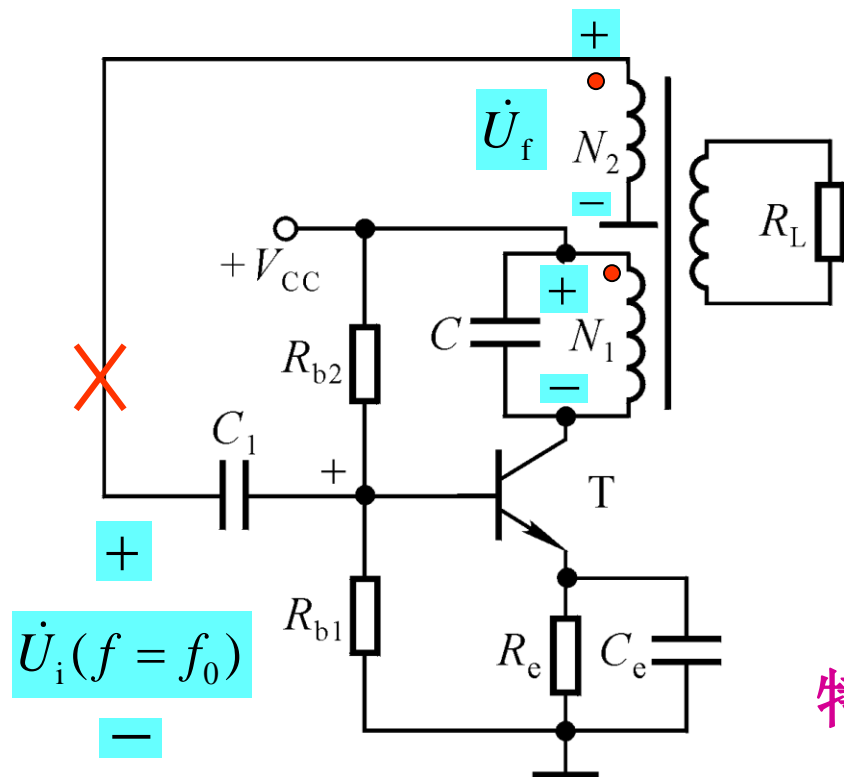 +
U̇f
N2
−
RL
+VCC
+
C
N1
Rb2
−
C1
+
T
+
Rb1
U̇i(f = f0)
Re
Ce
−